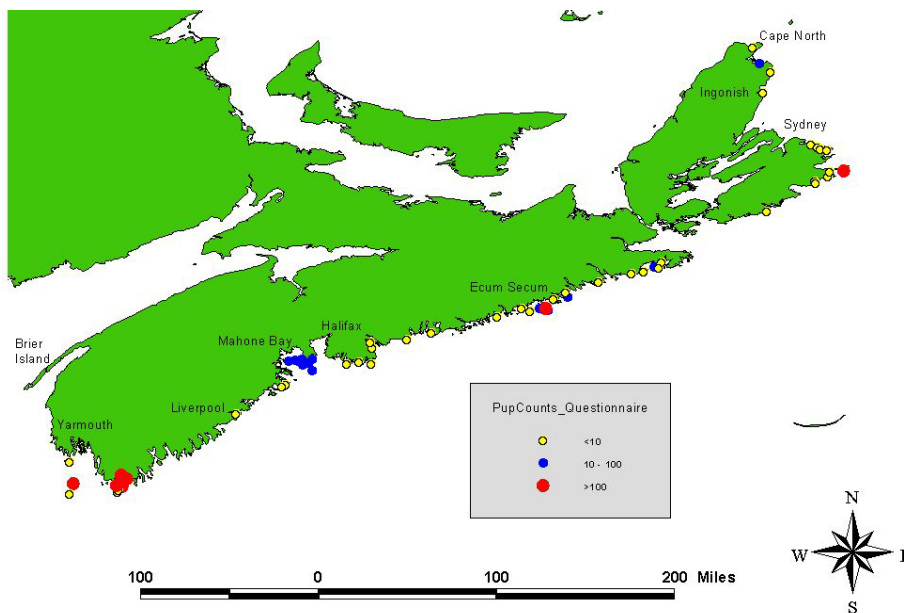 Cape North
Ingonish
Sydney
Ecum Secum
Halifax
Mahone Bay
Brier
Island
Liverpool
Yarmouth
PupCounts_Questionnaire
<10
10 - 100
>100
N
W E
S
100 0 100 200 Miles